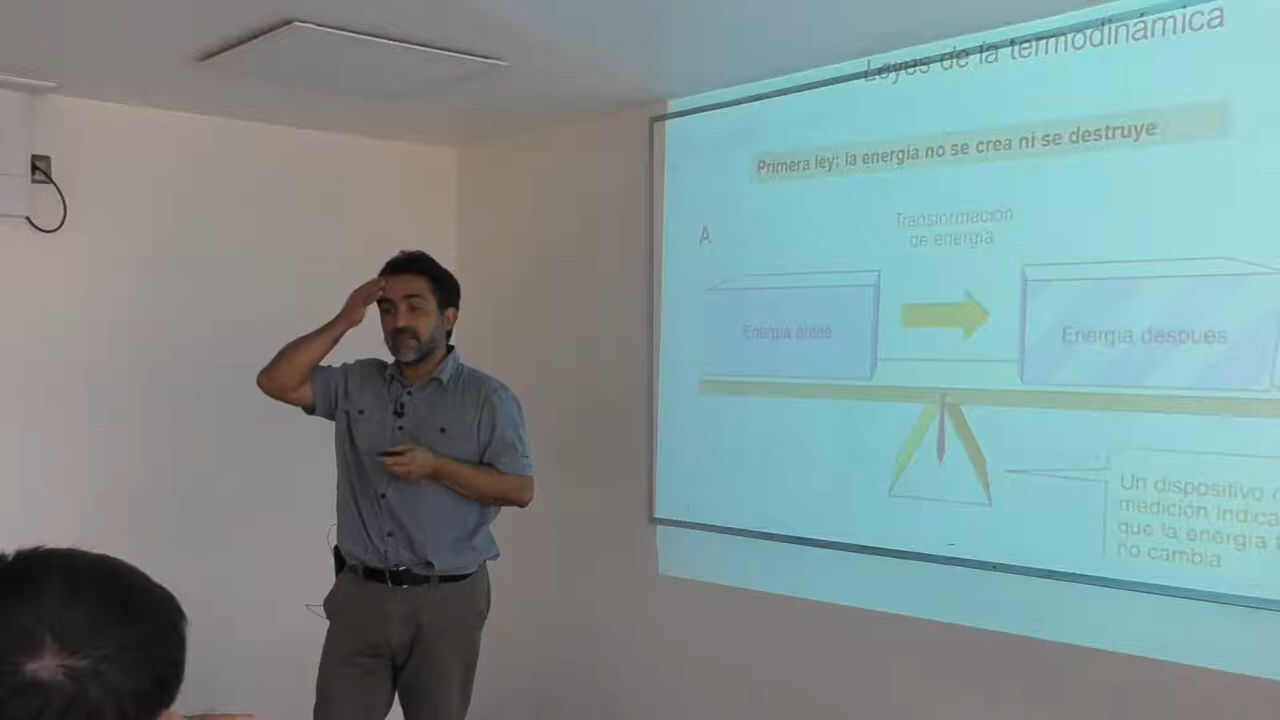 Leyes de la termodinámica
Primera ley: la energía no se crea ni se destruye
Transformación
de energía
A
Energía antes
Energía después
Un dispositivo
medición indica
que la energía
no cambia